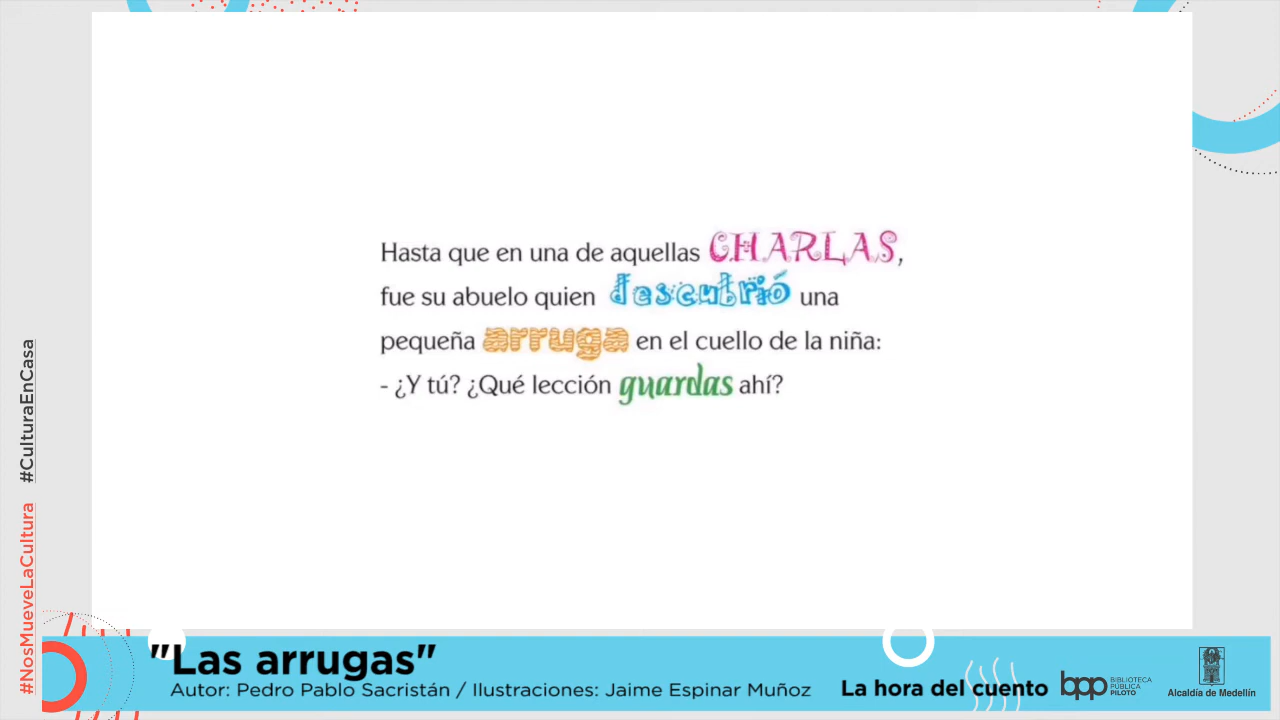 Hasta que en una de aquellas CHARLAS,
fue su abuelo quien descubrió una
pequeña arruga en el cuello de la niña:
- ¿Y tú? ¿Qué lección guardas ahí?
#CulturaEnCasa
#NosMueveLaCultura
"Las arrugas"
Autor: Pedro Pablo Sacristán / Ilustraciones: Jaime Espinar Muñoz
La hora del cuento
bpp
BIBLIOTECA
PÚBLICA
PILOTO
Alcaldía de Medellín